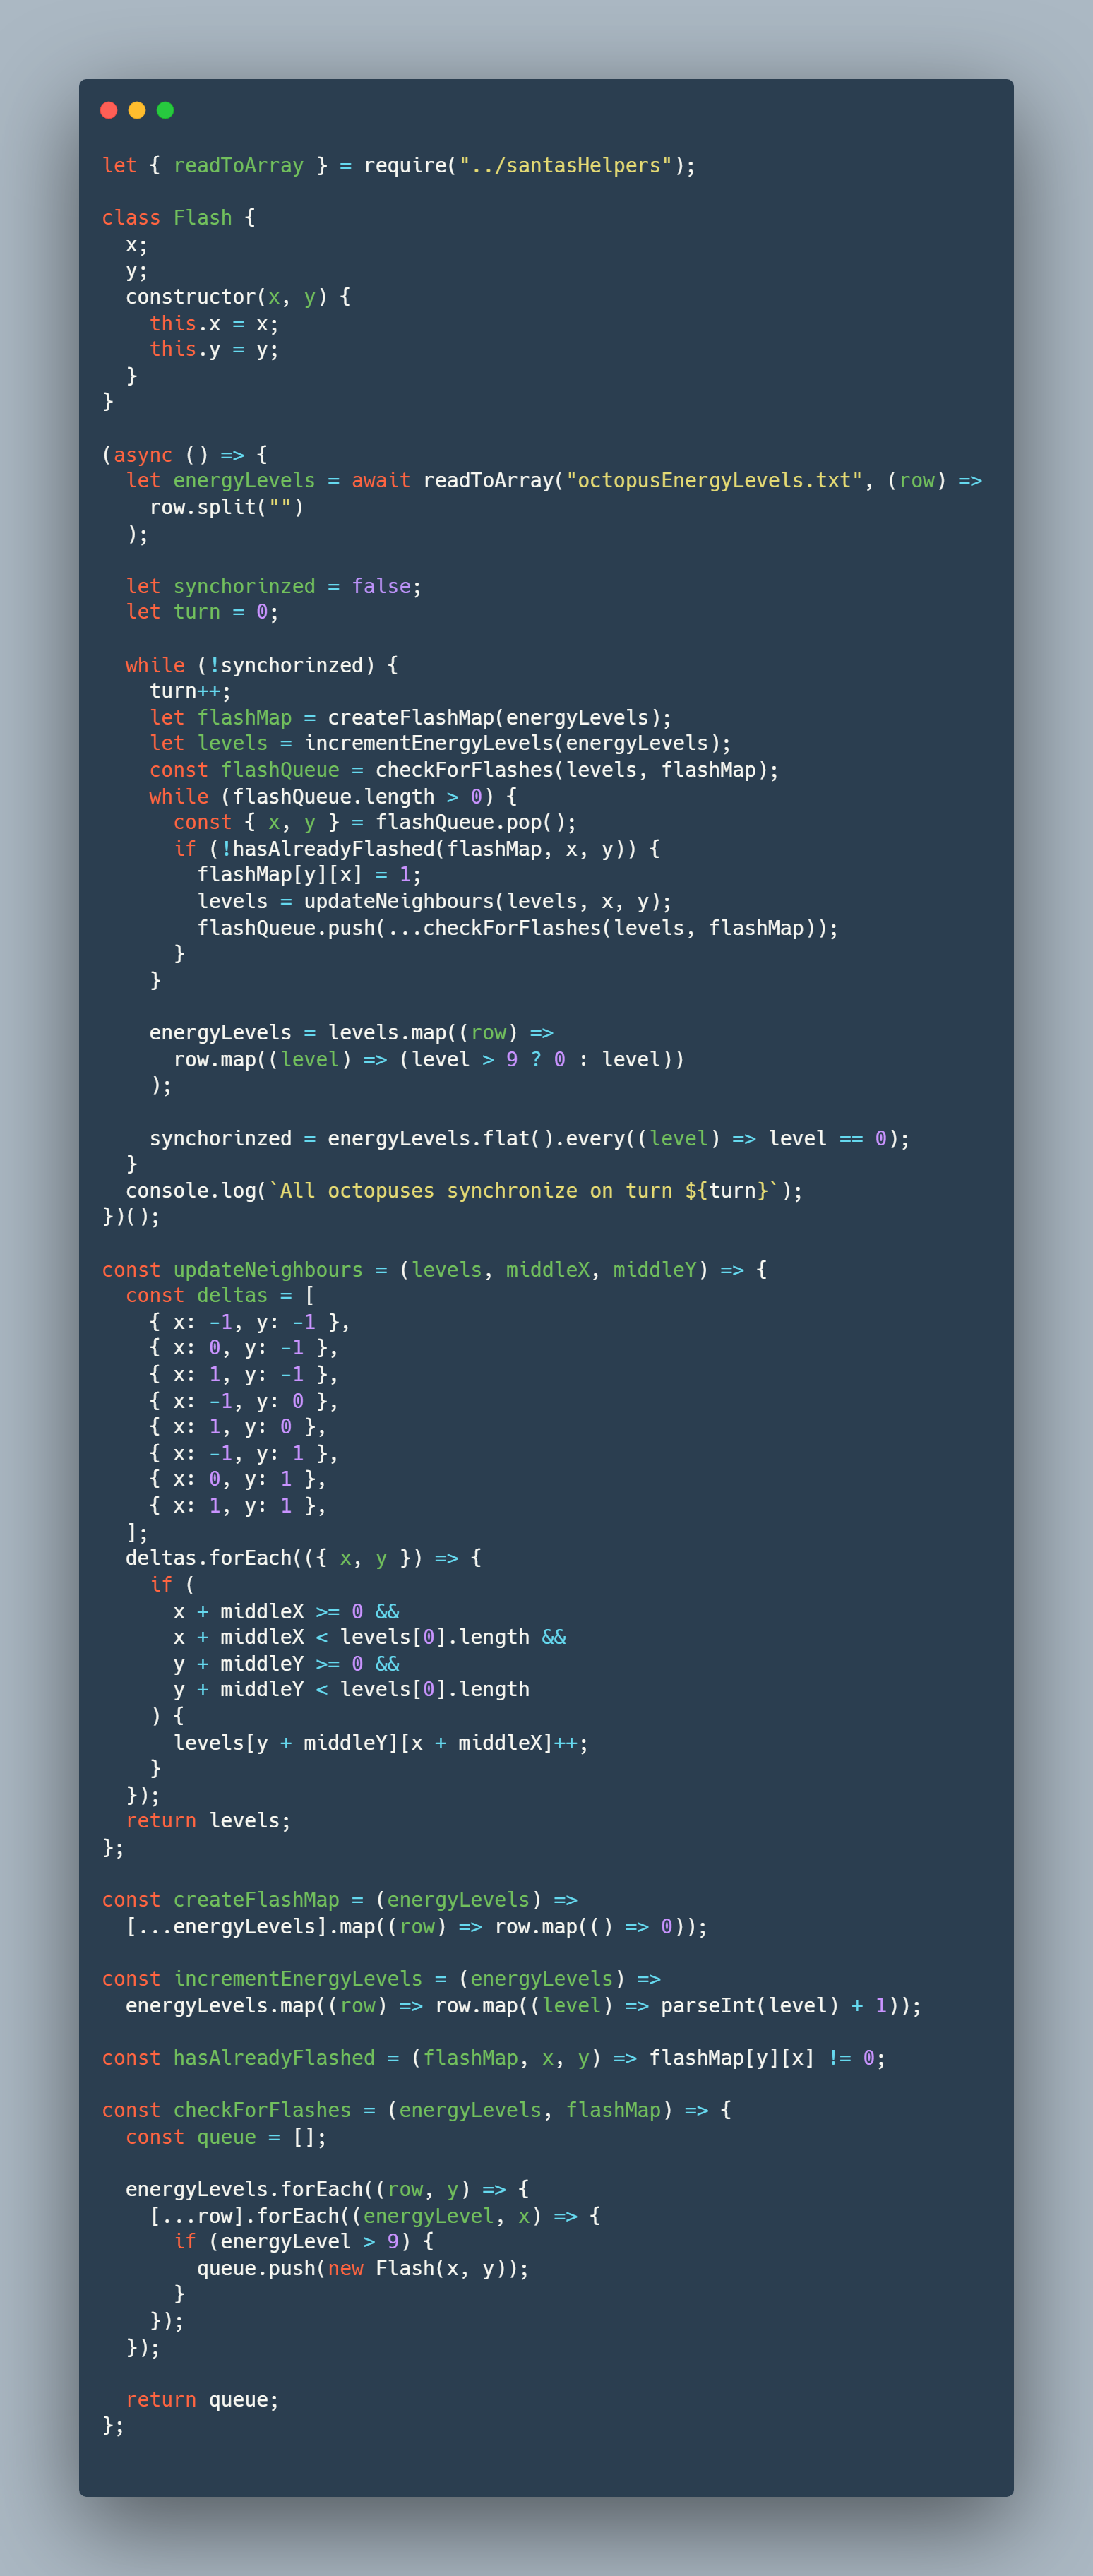 let { readToArray } = require("../santasHelpers");

class Flash {
  x;
  y;
  constructor(x, y) {
    this.x = x;
    this.y = y;
  }
}

(async () => {
  let energyLevels = await readToArray("octopusEnergyLevels.txt", (row) =>
    row.split("")
  );

  let synchorinzed = false;
  let turn = 0;

  while (!synchorinzed) {
    turn++;
    let flashMap = createFlashMap(energyLevels);
    let levels = incrementEnergyLevels(energyLevels);
    const flashQueue = checkForFlashes(levels, flashMap);
    while (flashQueue.length > 0) {
      const { x, y } = flashQueue.pop();
      if (!hasAlreadyFlashed(flashMap, x, y)) {
        flashMap[y][x] = 1;
        levels = updateNeighbours(levels, x, y);
        flashQueue.push(...checkForFlashes(levels, flashMap));
      }
    }

    energyLevels = levels.map((row) =>
      row.map((level) => (level > 9 ? 0 : level))
    );

    synchorinzed = energyLevels.flat().every((level) => level == 0);
  }
  console.log(`All octopuses synchronize on turn ${turn}`);
})();

const updateNeighbours = (levels, middleX, middleY) => {
  const deltas = [
    { x: -1, y: -1 },
    { x: 0, y: -1 },
    { x: 1, y: -1 },
    { x: -1, y: 0 },
    { x: 1, y: 0 },
    { x: -1, y: 1 },
    { x: 0, y: 1 },
    { x: 1, y: 1 },
  ];
  deltas.forEach(({ x, y }) => {
    if (
      x + middleX >= 0 &&
      x + middleX < levels[0].length &&
      y + middleY >= 0 &&
      y + middleY < levels[0].length
    ) {
      levels[y + middleY][x + middleX]++;
    }
  });
  return levels;
};

const createFlashMap = (energyLevels) =>
  [...energyLevels].map((row) => row.map(() => 0));

const incrementEnergyLevels = (energyLevels) =>
  energyLevels.map((row) => row.map((level) => parseInt(level) + 1));

const hasAlreadyFlashed = (flashMap, x, y) => flashMap[y][x] != 0;

const checkForFlashes = (energyLevels, flashMap) => {
  const queue = [];

  energyLevels.forEach((row, y) => {
    [...row].forEach((energyLevel, x) => {
      if (energyLevel > 9) {
        queue.push(new Flash(x, y));
      }
    });
  });

  return queue;
};